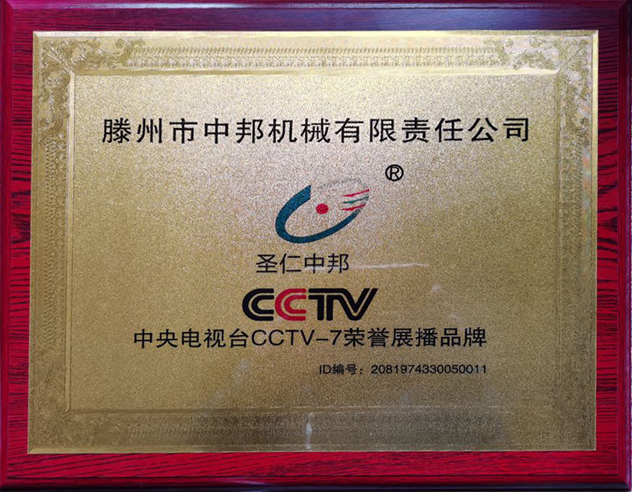 滕州市中邦机械有限责任公司
®
圣仁中邦
CCTV
中央电视台CCTV-7荣誉展播品牌
ID编号：2081974330050011